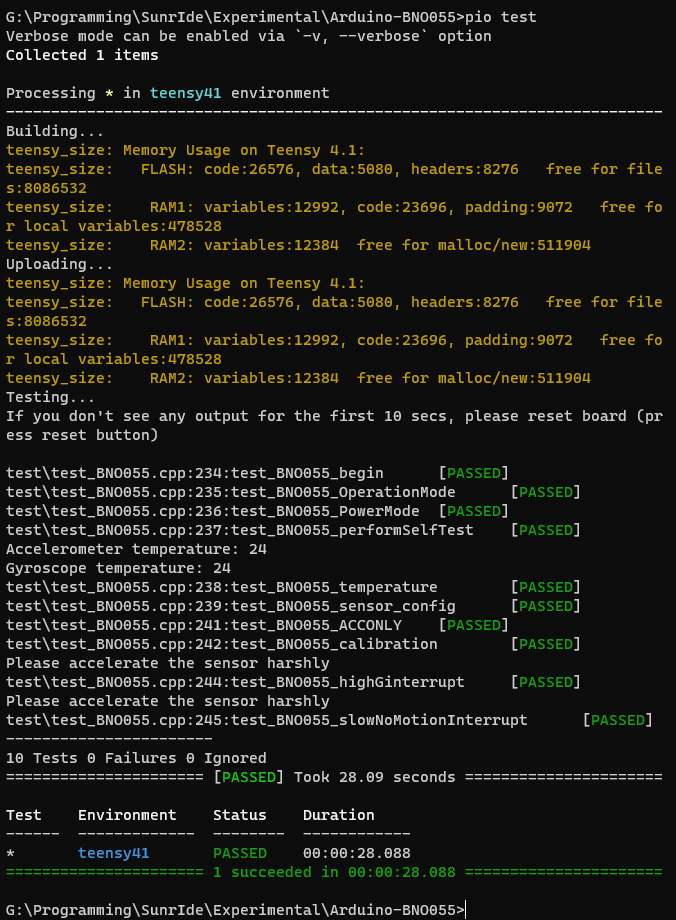 G:\Programming\SunrIde\Experimental\Arduino-BNO055>pio test
Verbose mode can be enabled via `-v, --verbose` option
Collected 1 items

Processing * in teensy41 environment
-------------------------------------------------------------------------
Building...
teensy_size: Memory Usage on Teensy 4.1:
teensy_size:   FLASH: code:26576, data:5080, headers:8276   free for file
s:8086532
teensy_size:    RAM1: variables:12992, code:23696, padding:9072   free fo
r local variables:478528
teensy_size:    RAM2: variables:12384  free for malloc/new:511904
Uploading...
teensy_size: Memory Usage on Teensy 4.1:
teensy_size:   FLASH: code:26576, data:5080, headers:8276   free for file
s:8086532
teensy_size:    RAM1: variables:12992, code:23696, padding:9072   free fo
r local variables:478528
teensy_size:    RAM2: variables:12384  free for malloc/new:511904
Testing...
If you don't see any output for the first 10 secs, please reset board (pr
ess reset button)

test\test_BNO055.cpp:234:test_BNO055_begin      [PASSED]
test\test_BNO055.cpp:235:test_BNO055_OperationMode      [PASSED]
test\test_BNO055.cpp:236:test_BNO055_PowerMode  [PASSED]
test\test_BNO055.cpp:237:test_BNO055_performSelfTest    [PASSED]
Accelerometer temperature: 24
Gyroscope temperature: 24
test\test_BNO055.cpp:238:test_BNO055_temperature        [PASSED]
test\test_BNO055.cpp:239:test_BNO055_sensor_config      [PASSED]
test\test_BNO055.cpp:241:test_BNO055_ACCONLY    [PASSED]
test\test_BNO055.cpp:242:test_BNO055_calibration        [PASSED]
Please accelerate the sensor harshly
test\test_BNO055.cpp:244:test_BNO055_highGinterrupt     [PASSED]
Please accelerate the sensor harshly
test\test_BNO055.cpp:245:test_BNO055_slowNoMotionInterrupt      [PASSED]
-----------------------
10 Tests 0 Failures 0 Ignored
====================== [PASSED] Took 28.09 seconds ======================

Test    Environment    Status    Duration
------  -------------  --------  ------------
*       teensy41       PASSED    00:00:28.088
====================== 1 succeeded in 00:00:28.088 ======================

G:\Programming\SunrIde\Experimental\Arduino-BNO055>